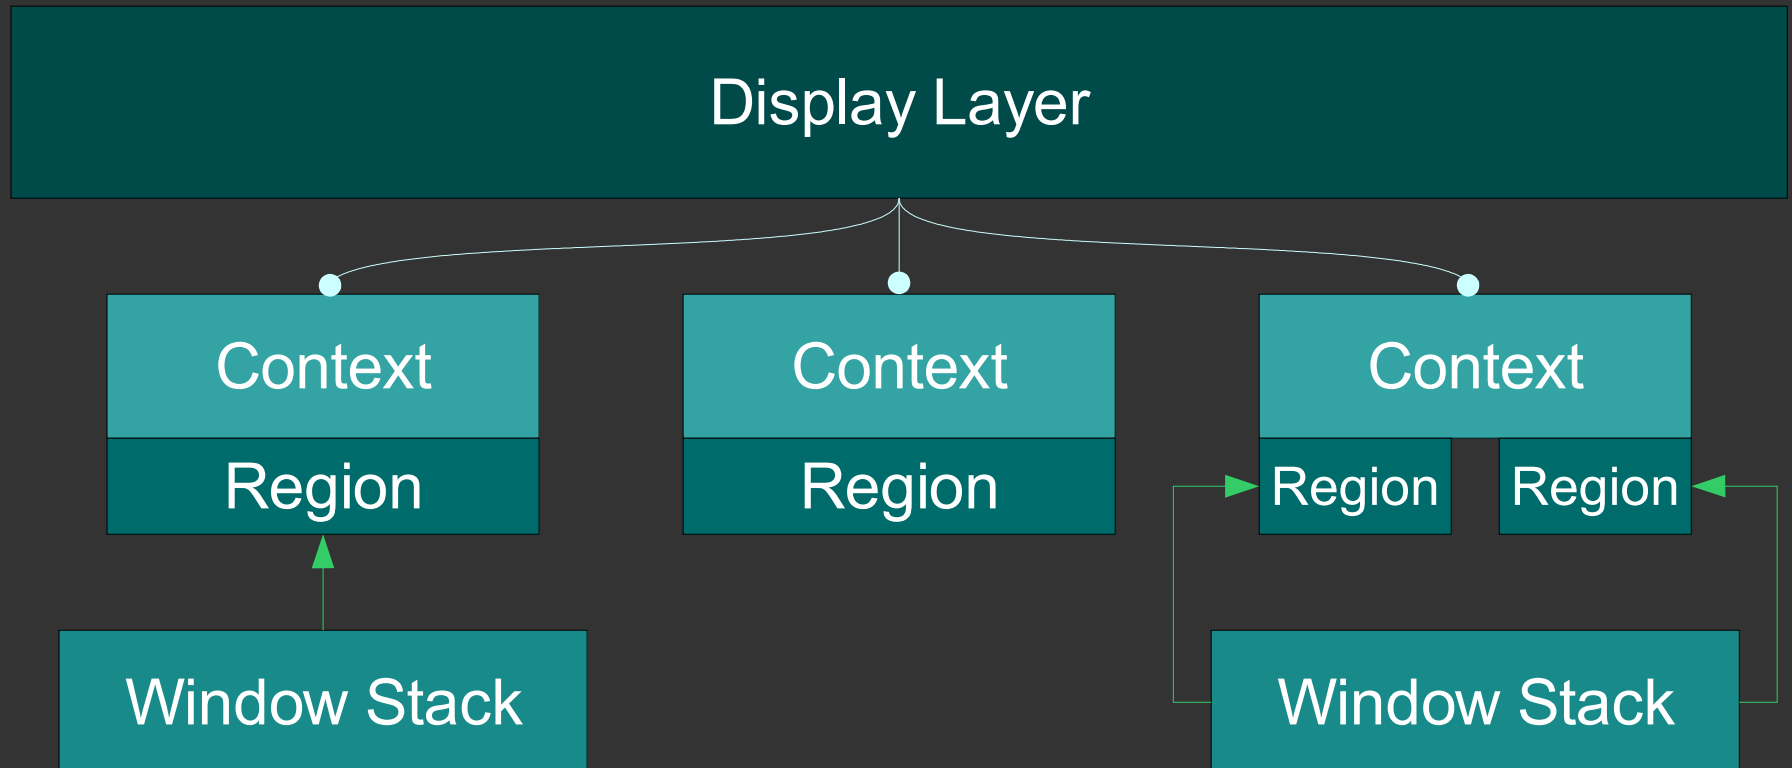 Display Layer
Context
Context
Context
Region
Region
Region
Region
Window Stack
Window Stack